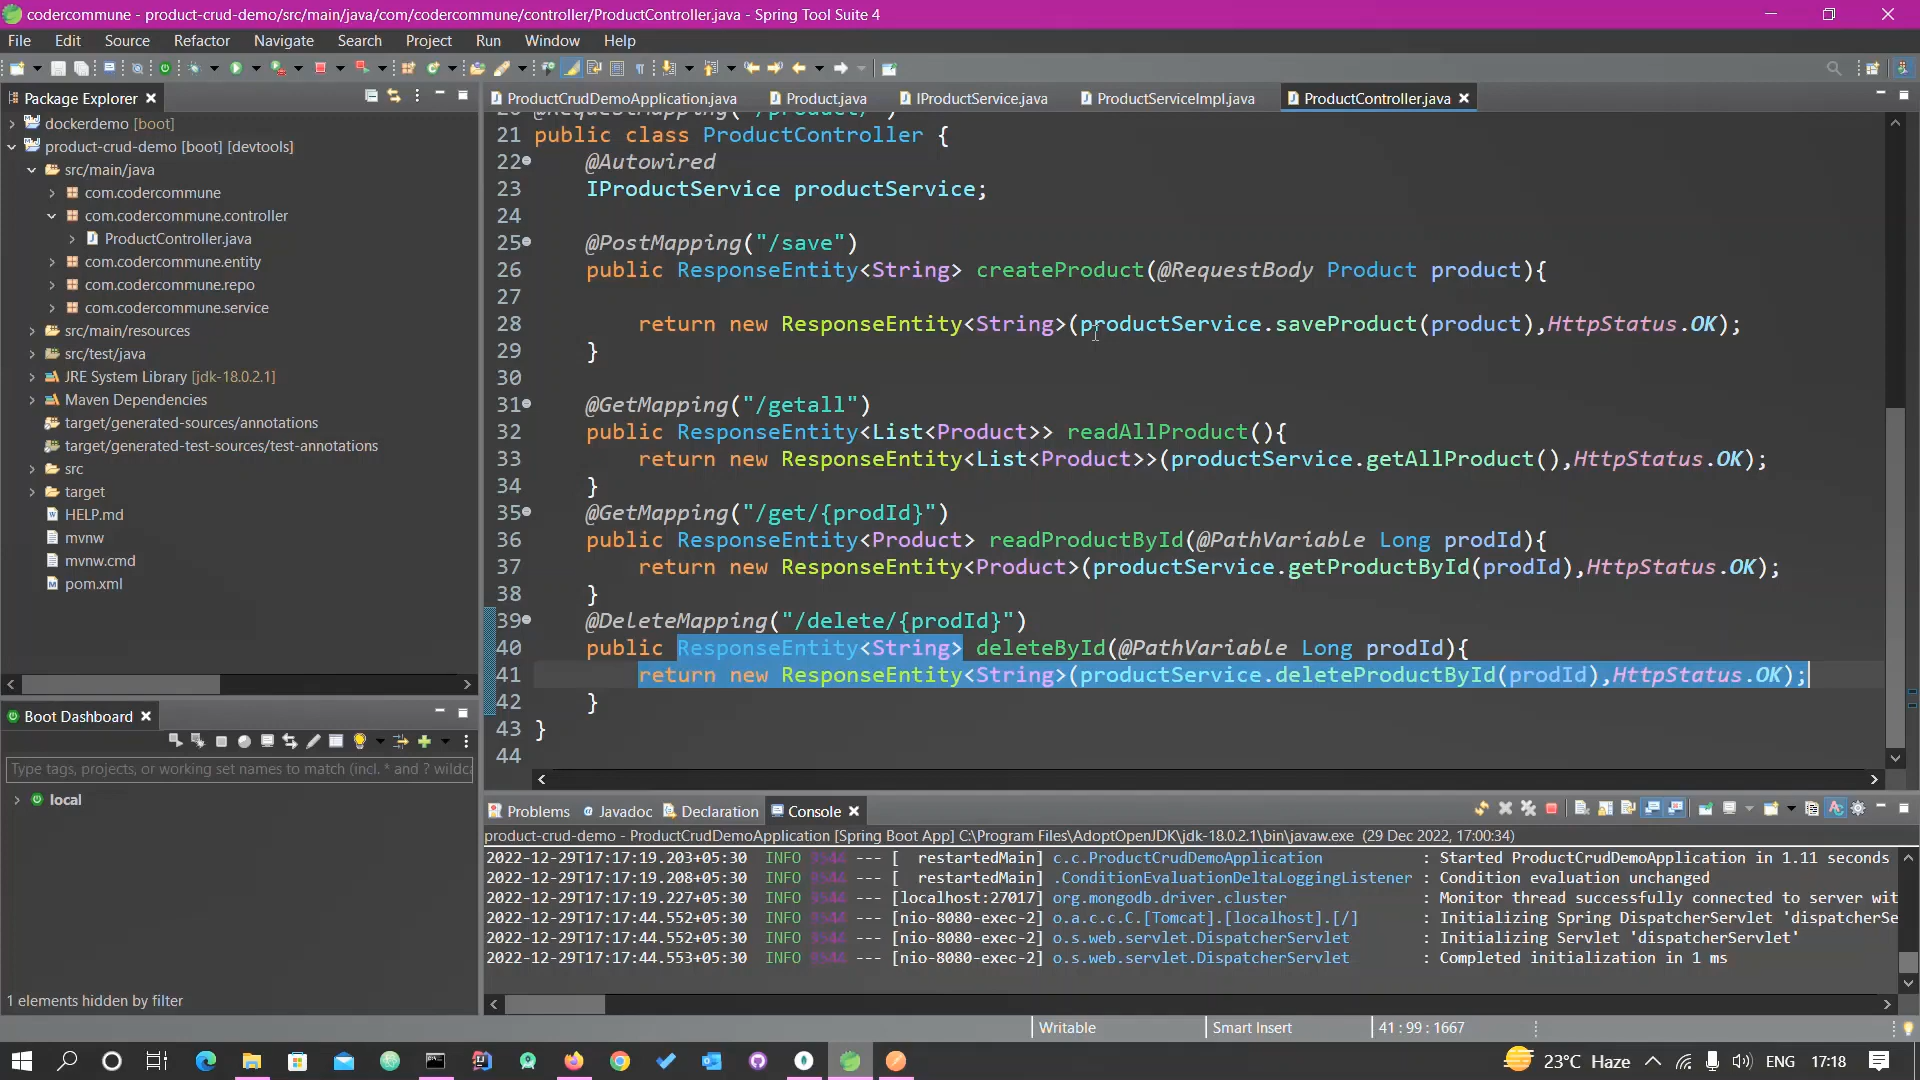 codercommune - product-crud-demo/src/main/java/com/codercommune/controller/ProductController.java - Spring Tool Suite 4
File Edit Source Refactor Navigate Search Project Run Window Help
Package Explorer
dockerdemo [boot]
product-crud-demo [boot] [devtools]
src/main/java
com.codercommune
com.codercommune.controller
ProductController.java
com.codercommune.entity
com.codercommune.repo
com.codercommune.service
src/main/resources
src/test/java
JRE System Library [jdk-18.0.2.1]
Maven Dependencies
target/generated-sources/annotations
target/generated-test-sources/test-annotations
src
target
HELP.md
mvnw
mvnw.cmd
pom.xml
Boot Dashboard
Type tags, projects, or working set names to match (incl. * and ? wildca
local
1 elements hidden by filter
ProductCrudDemoApplication.java Product.java IProductService.java ProductServiceImpl.java ProductController.java
20 @RequestMapping("/product/")
21 public class ProductController {
22 @Autowired
23 IProductService productService;
24
25 @PostMapping("/save")
26 public ResponseEntity<String> createProduct(@RequestBody Product product){
27
28 return new ResponseEntity<String>(productService.saveProduct(product),HttpStatus.OK);
29 }
30
31 @GetMapping("/getall")
32 public ResponseEntity<List<Product>> readAllProduct(){
33 return new ResponseEntity<List<Product>>(productService.getAllProduct(),HttpStatus.OK);
34 }
35 @GetMapping("/get/{prodId}")
36 public ResponseEntity<Product> readProductById(@PathVariable Long prodId){
37 return new ResponseEntity<Product>(productService.getProductById(prodId),HttpStatus.OK);
38 }
39 @DeleteMapping("/delete/{prodId}")
40 public ResponseEntity<String> deleteById(@PathVariable Long prodId){
41 return new ResponseEntity<String>(productService.deleteProductById(prodId),HttpStatus.OK);
42 }
43 }
44
Problems Javadoc Declaration Console
product-crud-demo - ProductCrudDemoApplication [Spring Boot App] C:\Program Files\AdoptOpenJDK\jdk-18.0.2.1\bin\javaw.exe (29 Dec 2022, 17:00:34)
2022-12-29T17:17:19.203+05:30 INFO 9544 --- [ restartedMain] c.c.ProductCrudDemoApplication : Started ProductCrudDemoApplication in 1.11 seconds
2022-12-29T17:17:19.208+05:30 INFO 9544 --- [ restartedMain] .ConditionEvaluationDeltaLoggingListener : Condition evaluation unchanged
2022-12-29T17:17:19.227+05:30 INFO 9544 --- [localhost:27017] org.mongodb.driver.cluster : Monitor thread successfully connected to server wit
2022-12-29T17:17:44.552+05:30 INFO 9544 --- [nio-8080-exec-2] o.a.c.c.C.[Tomcat].[localhost].[/] : Initializing Spring DispatcherServlet 'dispatcherSe
2022-12-29T17:17:44.552+05:30 INFO 9544 --- [nio-8080-exec-2] o.s.web.servlet.DispatcherServlet : Initializing Servlet 'dispatcherServlet'
2022-12-29T17:17:44.553+05:30 INFO 9544 --- [nio-8080-exec-2] o.s.web.servlet.DispatcherServlet : Completed initialization in 1 ms
Writable Smart Insert 41 : 99 : 1667
23°C Haze ENG 17:18